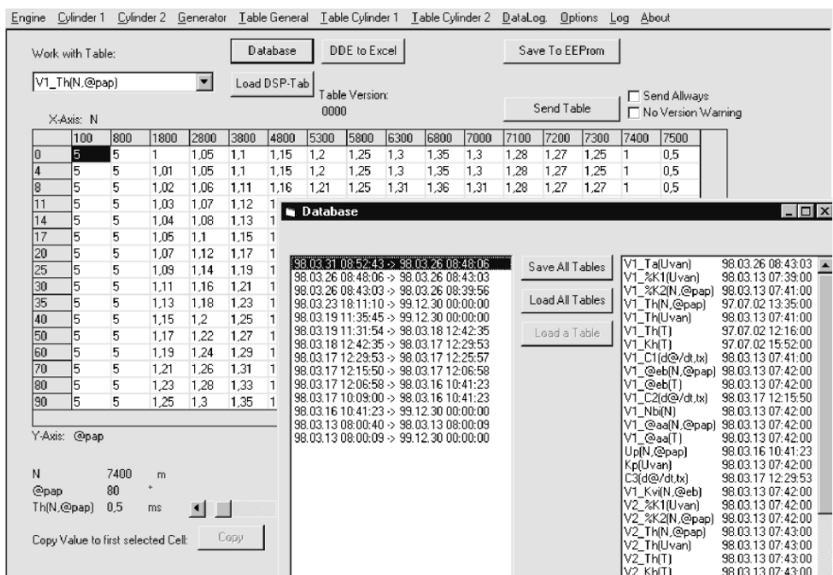 Engine Cylinder 1 Cylinder 2 Generator Table General Table Cylinder 1 Table Cylinder 2 DataLog. Options Log About
Work with Table:
Database DDE to Excel Save To EEProm
V1_Th(N,@pap)
Load DSP-Tab
Table Version:
0000
Send Table
Send Allways
No Version Warning
X-Axis: N
100 800 1800 2800 3800 4800 5300 5800 6300 6800 7000 7100 7200 7300 7400 7500
0 5 5 1 1,05 1,1 1,15 1,2 1,25 1,3 1,35 1,3 1,28 1,27 1,25 1 0,5
4 5 5 1,01 1,05 1,1 1,15 1,2 1,25 1,3 1,35 1,3 1,28 1,27 1,25 1 0,5
8 5 5 1,02 1,06 1,11 1,16 1,21 1,25 1,31 1,36 1,31 1,28 1,27 1,27 1 0,5
11 5 5 1,03 1,07 1,12 1
14 5 5 1,04 1,08 1,13 1
17 5 5 1,05 1,1 1,15 1
20 5 5 1,07 1,12 1,17 1
25 5 5 1,09 1,14 1,19 1
30 5 5 1,11 1,16 1,21 1
35 5 5 1,13 1,18 1,23 1
40 5 5 1,15 1,2 1,25 1
50 5 5 1,17 1,22 1,27 1
60 5 5 1,19 1,24 1,29 1
70 5 5 1,21 1,26 1,31 1
80 5 5 1,23 1,28 1,33 1
90 5 5 1,25 1,3 1,35 1
Y-Axis: @pap
N 7400 m
@pap 80 °
Th(N,@pap) 0,5 ms
Copy Value to first selected Cell: Copy
Database
98.03.31 08:52:43 -> 98.03.26 08:48:06
98.03.26 08:48:06 -> 98.03.26 08:43:03
98.03.26 08:43:03 -> 98.03.26 08:39:56
98.03.23 18:11:10 -> 99.12.30 00:00:00
98.03.19 11:35:45 -> 99.12.30 00:00:00
98.03.19 11:31:54 -> 98.03.18 12:42:35
98.03.18 12:42:35 -> 98.03.17 12:29:53
98.03.17 12:29:53 -> 98.03.17 12:25:57
98.03.17 12:15:50 -> 98.03.17 12:06:58
98.03.17 12:06:58 -> 98.03.16 10:41:23
98.03.17 10:09:00 -> 98.03.16 10:41:23
98.03.16 10:41:23 -> 99.12.30 00:00:00
98.03.13 08:00:40 -> 98.03.13 08:00:09
98.03.13 08:00:09 -> 99.12.30 00:00:00
Save All Tables
Load All Tables
Load a Table
V1_Ta(Uvan) 98.03.26 08:43:03
V1_%K1(Uvan) 98.03.13 07:39:00
V1_%K2(N,@pap) 98.03.13 07:41:00
V1_Th(N,@pap) 97.07.02 13:35:00
V1_Th(Uvan) 98.03.13 07:41:00
V1_Th(T) 97.07.02 12:16:00
V1_Kh(T) 97.07.02 15:52:00
V1_C1(d@/dt,tx) 98.03.13 07:41:00
V1_@eb(N,@pap) 98.03.13 07:42:00
V1_@eb(T) 98.03.13 07:42:00
V1_C2(d@/dt,tx) 98.03.17 12:15:50
V1_Nbi(N) 98.03.13 07:42:00
V1_@aa(N,@pap) 98.03.13 07:42:00
V1_@aa(T) 98.03.13 07:42:00
Up(N,@pap) 98.03.16 10:41:23
Kp(Uvan) 98.03.13 07:42:00
C3(d@/dt,tx) 98.03.17 12:29:53
V1_Kvi(N,@eb) 98.03.13 07:42:00
V2_%K1(Uvan) 98.03.13 07:42:00
V2_%K2(N,@pap) 98.03.13 07:42:00
V2_Th(N,@pap) 98.03.13 07:43:00
V2_Th(Uvan) 98.03.13 07:43:00
V2_Th(T) 98.03.13 07:43:00
V2_Kh(T) 98.03.13 07:43:00